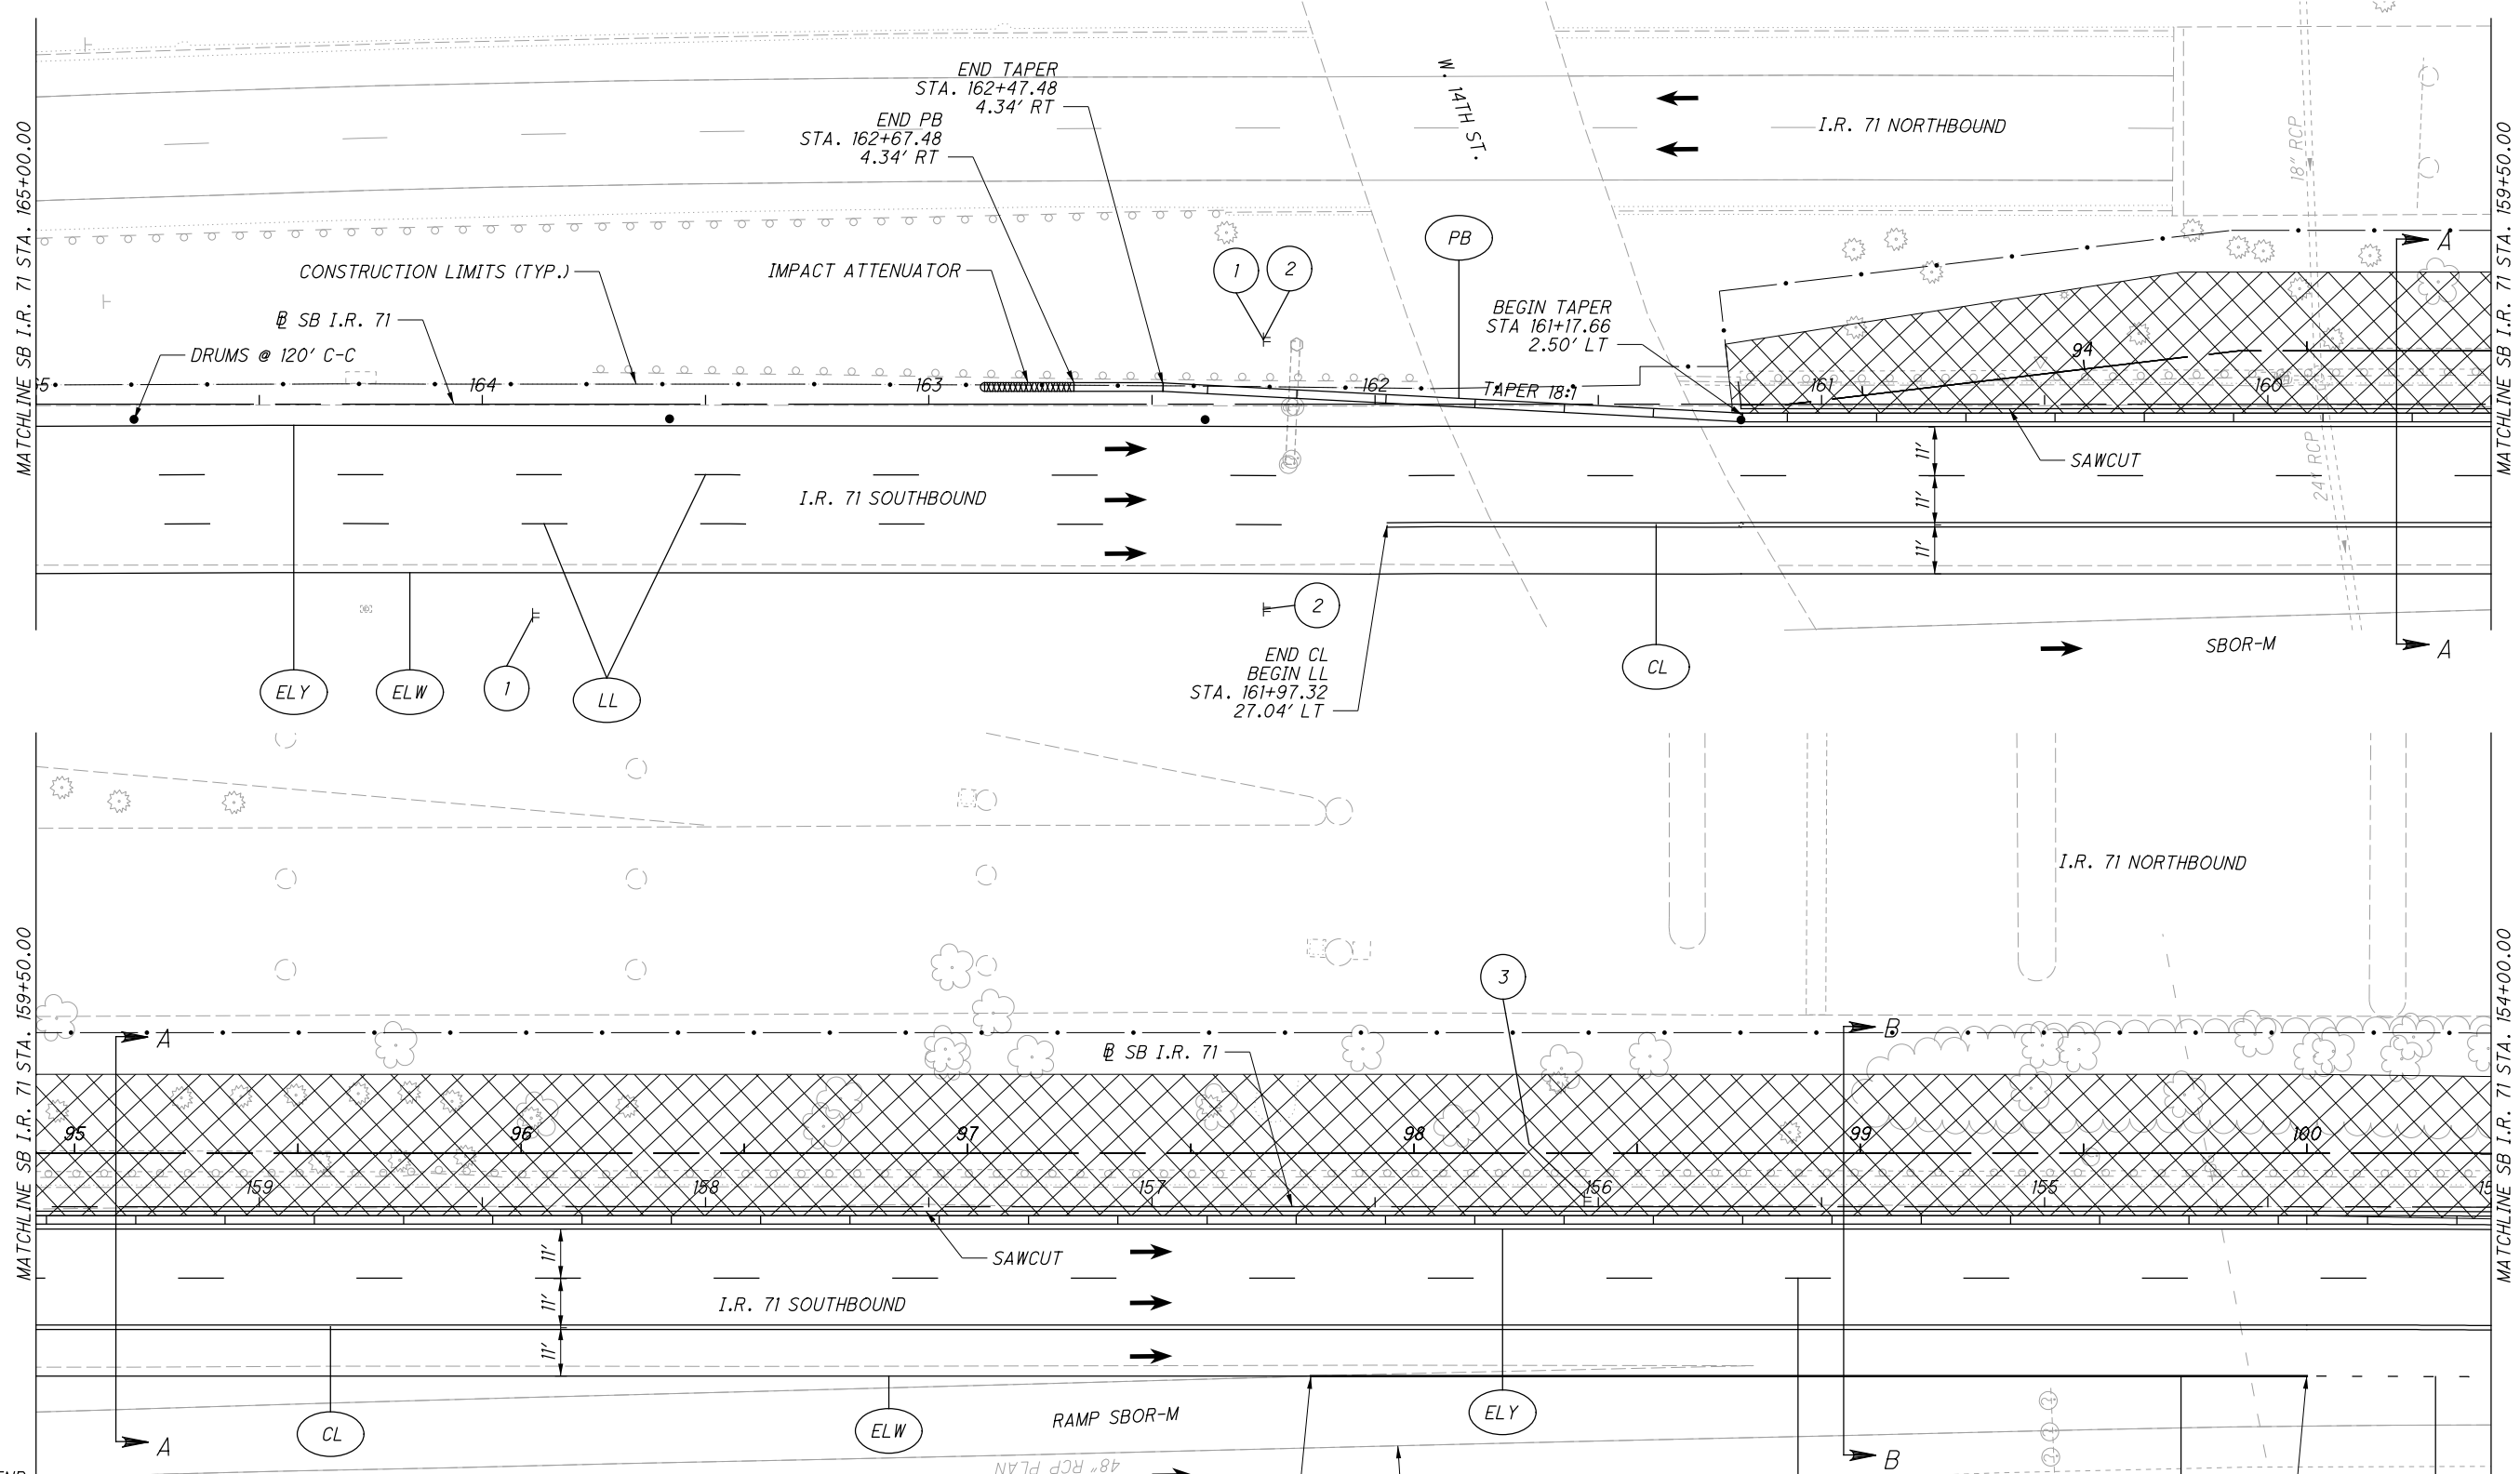 END TAPER
STA. 162+47.48
4.34' RT
END PB
STA. 162+67.48
4.34' RT
W. 14TH ST.
I.R. 71 NORTHBOUND
18" RCP
MATCHLINE SB I.R. 71 STA. 165+00.00
MATCHLINE SB I.R. 71 STA. 159+50.00
PB
A
CONSTRUCTION LIMITS (TYP.)
IMPACT ATTENUATOR
1
2
BEGIN TAPER
STA 161+17.66
2.50' LT
℄ SB I.R. 71
DRUMS @ 120' C-C
94
5
164
163
162
TAPER 18:1
161
160
11'
SAWCUT
24" RCP
I.R. 71 SOUTHBOUND
11'
11'
2
SBOR-M
A
END CL
BEGIN LL
STA. 161+97.32
27.04' LT
CL
ELY
ELW
1
LL
I.R. 71 NORTHBOUND
MATCHLINE SB I.R. 71 STA. 159+50.00
MATCHLINE SB I.R. 71 STA. 154+00.00
3
A
℄ SB I.R. 71
B
95
96
97
98
99
100
159
158
157
156
155
15
11'
SAWCUT
11'
I.R. 71 SOUTHBOUND
11'
RAMP SBOR-M
ELY
CL
ELW
A
B
48" RCP PLAN